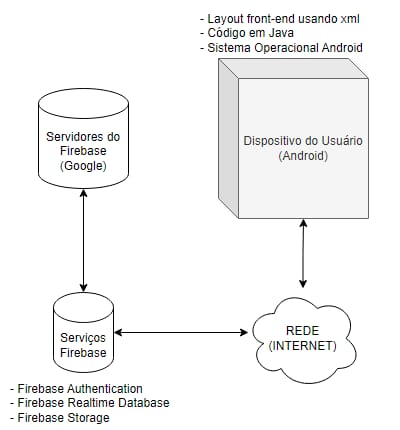 - Layout front-end usando xml
- Código em Java
- Sistema Operacional Android
Servidores do
Firebase
(Google)
Dispositivo do Usuário
(Android)
Serviços
Firebase
REDE
(INTERNET)
- Firebase Authentication
- Firebase Realtime Database
- Firebase Storage